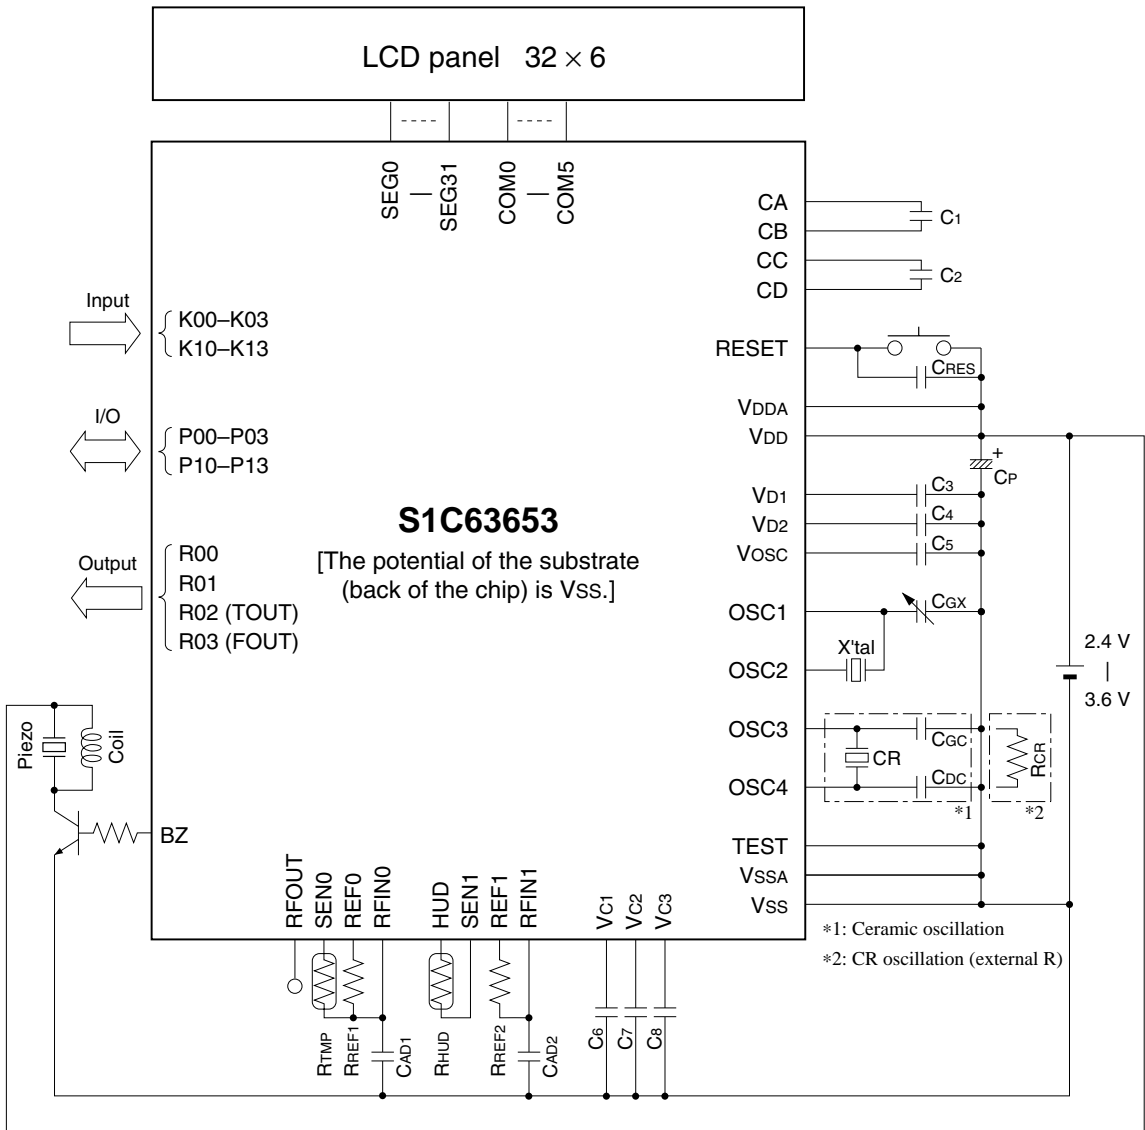 LCD panel 32 × 6
SEG0
SEG31
COM0
COM5
CA
CB
C1
CC
CD
C2
Input
K00–K03
K10–K13
RESET
CRES
I/O
P00–P03
P10–P13
VDDA
VDD
+
CP
S1C63653
[The potential of the substrate
(back of the chip) is VSS.]
VD1
C3
VD2
C4
VOSC
C5
Output
R00
R01
R02 (TOUT)
R03 (FOUT)
OSC1
CGX
X'tal
OSC2
2.4 V
3.6 V
Piezo
Coil
OSC3
CGC
CR
OSC4
CDC
RCR
*1
*2
BZ
TEST
VSSA
VSS
RFOUT
SEN0
REF0
RFIN0
HUD
SEN1
REF1
RFIN1
VC1
VC2
VC3
*1: Ceramic oscillation
*2: CR oscillation (external R)
RTMP
RREF1
CAD1
RHUD
RREF2
CAD2
C6
C7
C8